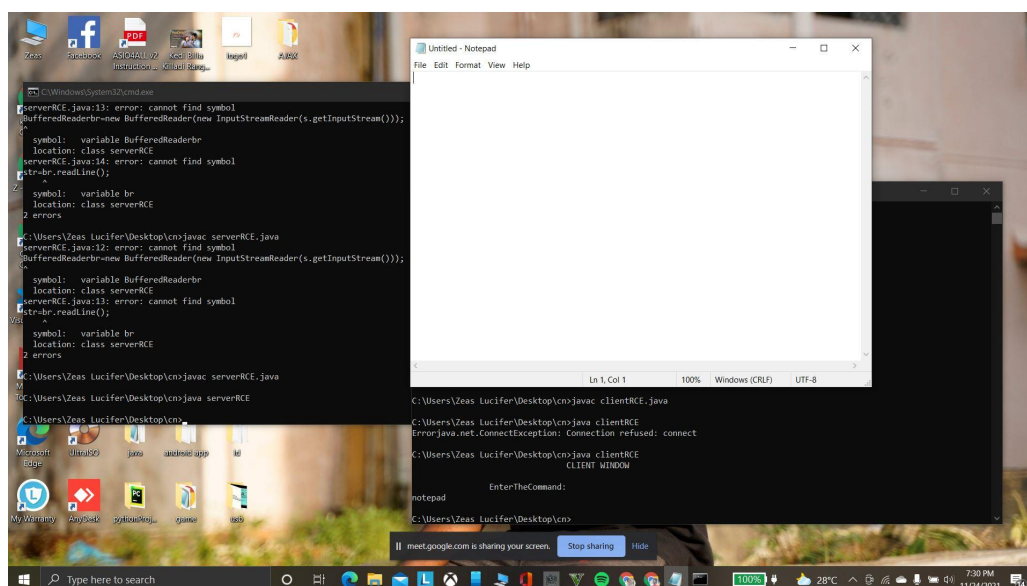 Zeas
Facebook
ASIO4ALL v2
Instruction ...
Kedi Billa
Killadi Rang...
logo1
AJAX
PDF
C:\Windows\System32\cmd.exe
serverRCE.java:13: error: cannot find symbol
BufferedReaderbr=new BufferedReader(new InputStreamReader(s.getInputStream()));
^
symbol:   variable BufferedReaderbr
location: class serverRCE
serverRCE.java:14: error: cannot find symbol
str=br.readLine();
^
symbol:   variable br
location: class serverRCE
2 errors
C:\Users\Zeas Lucifer\Desktop\cn>javac serverRCE.java
serverRCE.java:12: error: cannot find symbol
BufferedReaderbr=new BufferedReader(new InputStreamReader(s.getInputStream()));
^
symbol:   variable BufferedReaderbr
location: class serverRCE
serverRCE.java:13: error: cannot find symbol
str=br.readLine();
^
symbol:   variable br
location: class serverRCE
2 errors
C:\Users\Zeas Lucifer\Desktop\cn>javac serverRCE.java
C:\Users\Zeas Lucifer\Desktop\cn>java serverRCE
C:\Users\Zeas Lucifer\Desktop\cn>
Untitled - Notepad
File Edit Format View Help
Ln 1, Col 1 100% Windows (CRLF) UTF-8
C:\Users\Zeas Lucifer\Desktop\cn>javac clientRCE.java
C:\Users\Zeas Lucifer\Desktop\cn>java clientRCE
Errorjava.net.ConnectException: Connection refused: connect
C:\Users\Zeas Lucifer\Desktop\cn>java clientRCE
CLIENT WINDOW
EnterTheCommand:
notepad
C:\Users\Zeas Lucifer\Desktop\cn>
Microsoft
Edge
UltraISO
java
android app
id
My Warranty
AnyDesk
pythonProj...
game
usb
meet.google.com is sharing your screen. Stop sharing Hide
Type here to search
100%
28°C
7:30 PM
11/24/2021